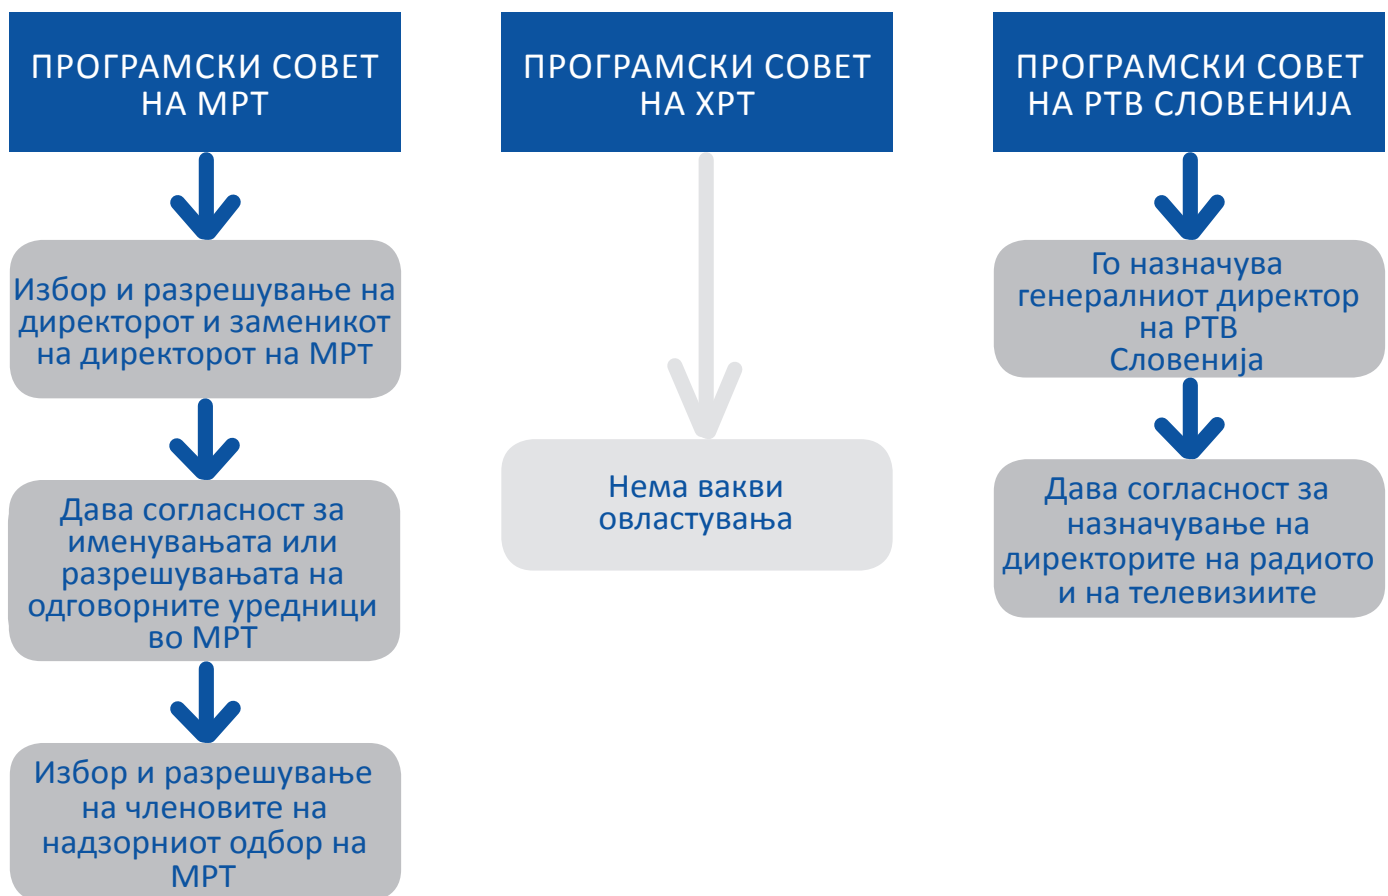 ПРОГРАМСКИ СОВЕТ
НА МРТ
Избор и разрешување на
директорот и заменикот
на директорот на МРТ
Дава согласност за
именувањата или
разрешувањата на
одговорните уредници
во МРТ
Избор и разрешување
на членовите на
надзорниот одбор на
МРТ
ПРОГРАМСКИ СОВЕТ
НА ХРТ
Нема вакви
овластувања
ПРОГРАМСКИ СОВЕТ
НА РТВ СЛОВЕНИЈА
Го назначува
генералниот директор
на РТВ
Словенија
Дава согласност за
назначување на
директорите на радиото
и на телевизиите